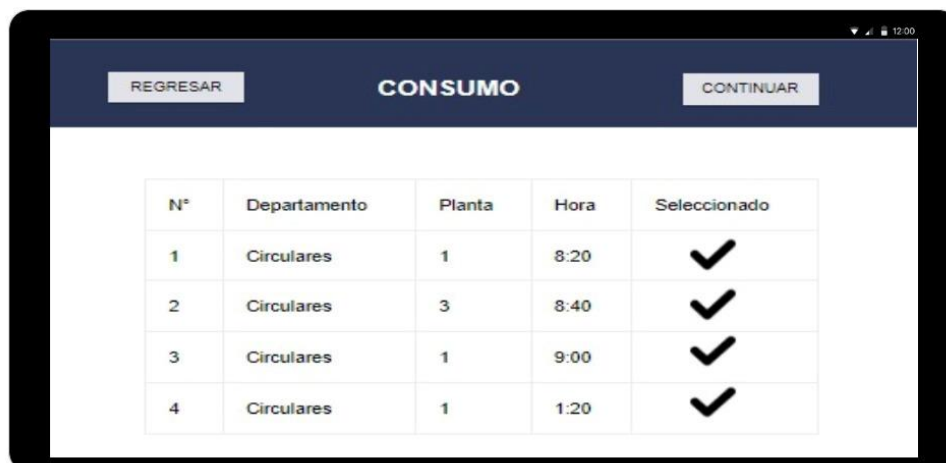 12:00
REGRESAR CONSUMO CONTINUAR
N° Departamento Planta Hora Seleccionado
1 Circulares 1 8:20
2 Circulares 3 8:40
3 Circulares 1 9:00
4 Circulares 1 1:20